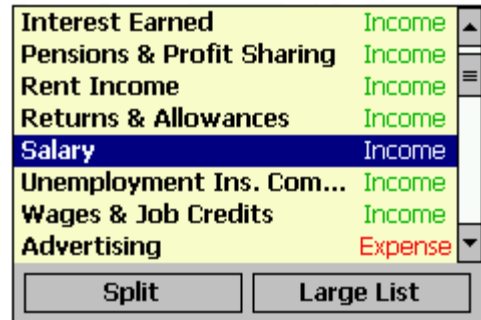 Interest Earned Income
Pensions & Profit Sharing Income
Rent Income Income
Returns & Allowances Income
Salary Income
Unemployment Ins. Com... Income
Wages & Job Credits Income
Advertising Expense
Split Large List